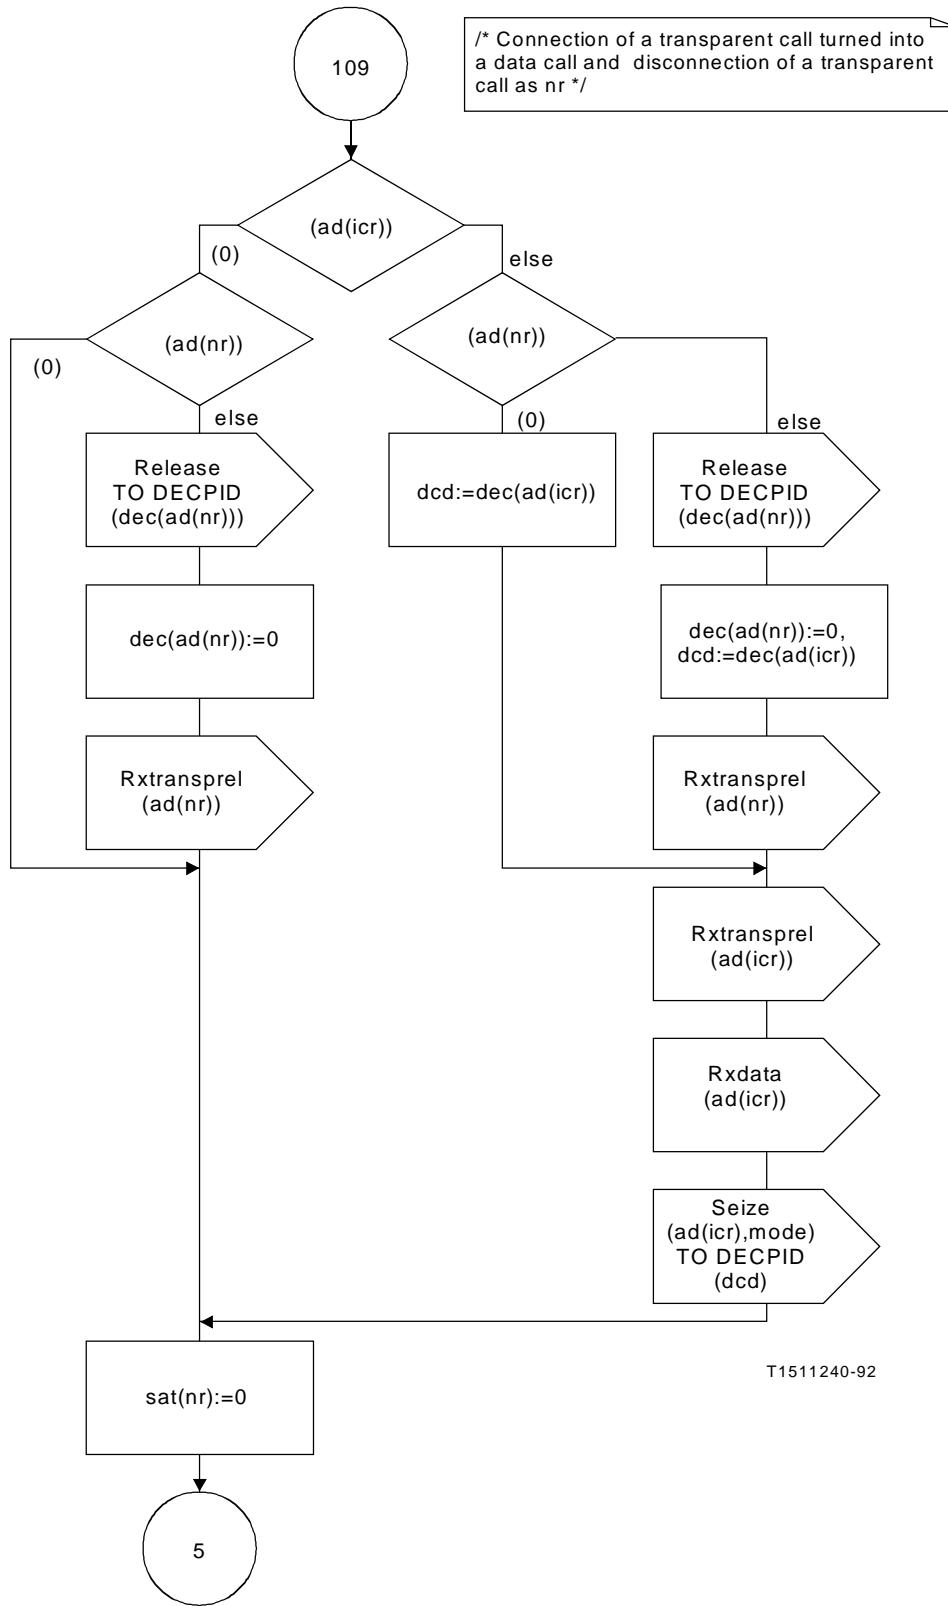 109
/* Connection of a transparent call turned into
a data call and disconnection of a transparent
call as nr */
(ad(icr))
(0)
else
(ad(nr))
(ad(nr))
(0)
else
(0)
else
Release
TO DECPID
(dec(ad(nr)))
dcd:=dec(ad(icr))
Release
TO DECPID
(dec(ad(nr)))
dec(ad(nr)):=0
dec(ad(nr)):=0,
dcd:=dec(ad(icr))
Rxtransprel
(ad(nr))
Rxtransprel
(ad(nr))
Rxtransprel
(ad(icr))
Rxdata
(ad(icr))
Seize
(ad(icr),mode)
TO DECPID
(dcd)
T1511240-92
sat(nr):=0
5